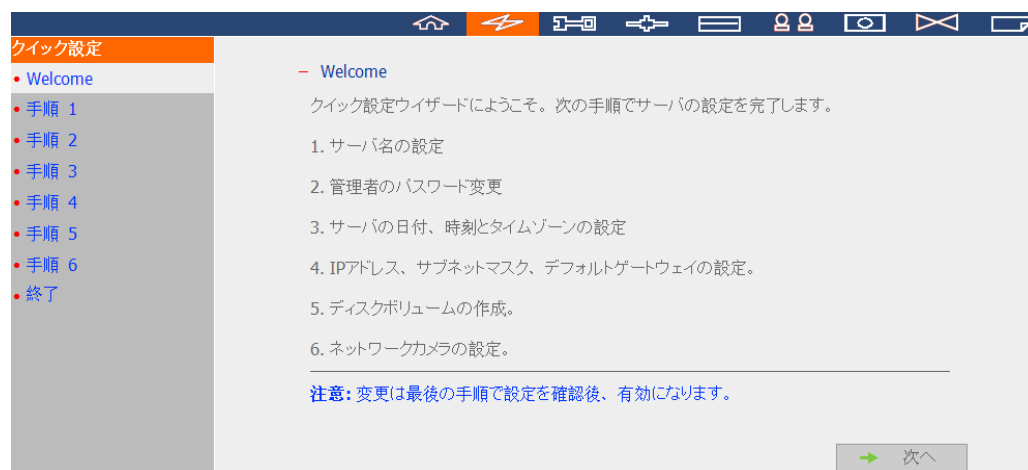 クイック設定
• Welcome
• 手順 1
• 手順 2
• 手順 3
• 手順 4
• 手順 5
• 手順 6
• 終了
− Welcome
クイック設定ウィザードにようこそ。次の手順でサーバの設定を完了します。
1. サーバ名の設定
2. 管理者のパスワード変更
3. サーバの日付、時刻とタイムゾーンの設定
4. IPアドレス、サブネットマスク、デフォルトゲートウェイの設定。
5. ディスクボリュームの作成。
6. ネットワークカメラの設定。
注意: 変更は最後の手順で設定を確認後、有効になります。
次へ